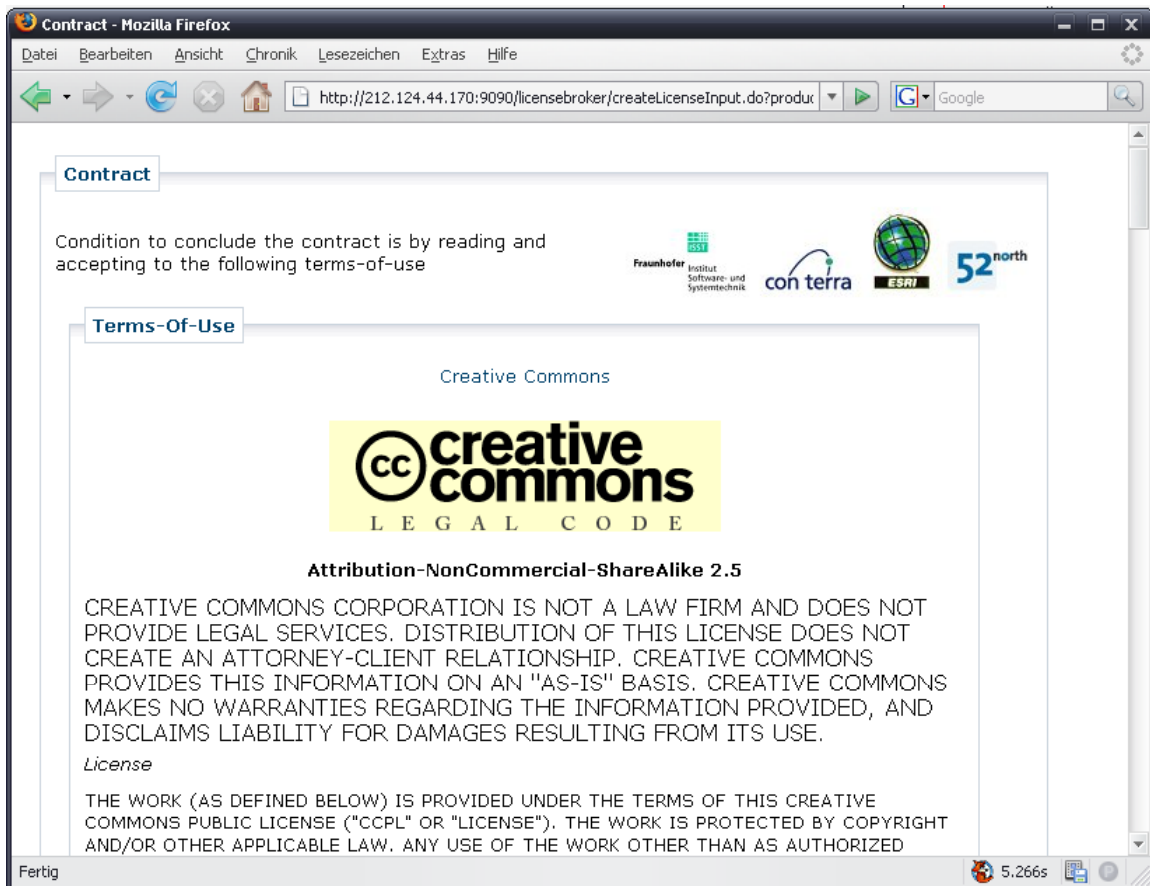 Contract - Mozilla Firefox
Datei Bearbeiten Ansicht Chronik Lesezeichen Extras Hilfe
http://212.124.44.170:9090/licensebroker/createLicenseInput.do?produc
G Google
Contract
Condition to conclude the contract is by reading and
accepting to the following terms-of-use
ISST
Fraunhofer Institut
Software- und
Systemtechnik
con terra
ESRI
52north
Terms-Of-Use
Creative Commons
cc creative
commons
LEGAL CODE
Attribution-NonCommercial-ShareAlike 2.5
CREATIVE COMMONS CORPORATION IS NOT A LAW FIRM AND DOES NOT
PROVIDE LEGAL SERVICES. DISTRIBUTION OF THIS LICENSE DOES NOT
CREATE AN ATTORNEY-CLIENT RELATIONSHIP. CREATIVE COMMONS
PROVIDES THIS INFORMATION ON AN "AS-IS" BASIS. CREATIVE COMMONS
MAKES NO WARRANTIES REGARDING THE INFORMATION PROVIDED, AND
DISCLAIMS LIABILITY FOR DAMAGES RESULTING FROM ITS USE.
License
THE WORK (AS DEFINED BELOW) IS PROVIDED UNDER THE TERMS OF THIS CREATIVE
COMMONS PUBLIC LICENSE ("CCPL" OR "LICENSE"). THE WORK IS PROTECTED BY COPYRIGHT
AND/OR OTHER APPLICABLE LAW. ANY USE OF THE WORK OTHER THAN AS AUTHORIZED
Fertig
5.266s